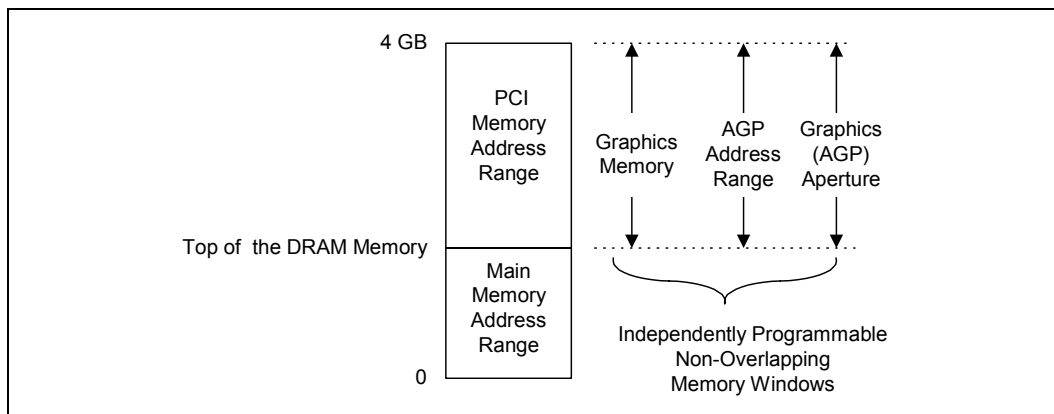 4 GB
PCI
Memory
Address
Range
Graphics
Memory
AGP
Address
Range
Graphics
(AGP)
Aperture
Top of the DRAM Memory
Main
Memory
Address
Range
0
Independently Programmable
Non-Overlapping
Memory Windows